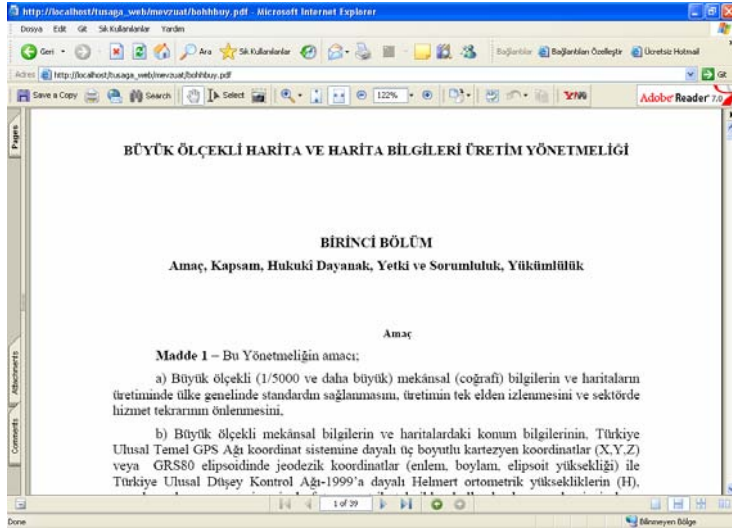 http://localhost/tusaga_web/mevzuat/bohhbuy.pdf - Microsoft Internet Explorer
Dosya Edit Git Sık Kullanılanlar Yardım
Geri Ara Sık Kullanılanlar Bağlantılar Bağlantıları Özelleştir Ücretsiz Hotmail
Adres http://localhost/tusaga_web/mevzuat/bohhbuy.pdf Git
Save a Copy Search Select 122% Adobe Reader 7.0
Pages
BÜYÜK ÖLÇEKLİ HARİTA VE HARİTA BİLGİLERİ ÜRETİM YÖNETMELİĞİ
BİRİNCİ BÖLÜM
Amaç, Kapsam, Hukukî Dayanak, Yetki ve Sorumluluk, Yükümlülük
Amaç
Madde 1 – Bu Yönetmeliğin amacı;
a) Büyük ölçekli (1/5000 ve daha büyük) mekânsal (coğrafi) bilgilerin ve haritaların
üretiminde ülke genelinde standardın sağlanmasını, üretimin tek elden izlenmesini ve sektörde
hizmet tekrarının önlenmesini,
Attachments
b) Büyük ölçekli mekânsal bilgilerin ve haritalardaki konum bilgilerinin, Türkiye
Ulusal Temel GPS Ağı koordinat sistemine dayalı üç boyutlu kartezyen koordinatlar (X,Y,Z)
veya GRS80 elipsoidinde jeodezik koordinatlar (enlem, boylam, elipsoit yüksekliği) ile
Türkiye Ulusal Düşey Kontrol Ağı-1999’a dayalı Helmert ortometrik yüksekliklerin (H),
Comments
1 of 39
Done Bilinmeyen Bölge